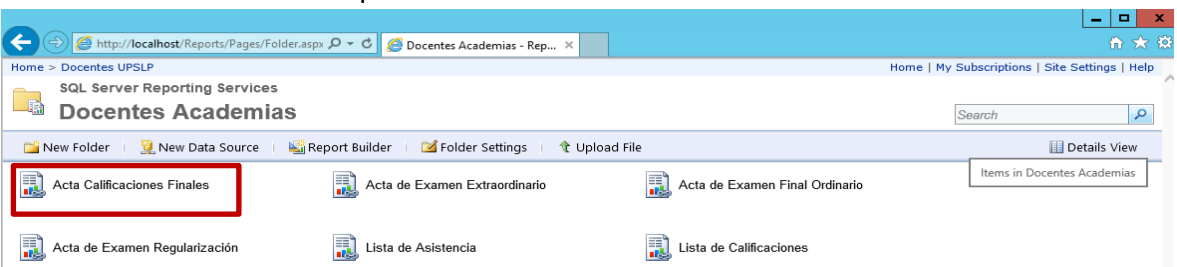 http://localhost/Reports/Pages/Folder.aspx
Docentes Academias - Rep...
Home > Docentes UPSLP
Home | My Subscriptions | Site Settings | Help
SQL Server Reporting Services
Docentes Academias
Search
New Folder | New Data Source | Report Builder | Folder Settings | Upload File
Details View
Items in Docentes Academias
Acta Calificaciones Finales
Acta de Examen Extraordinario
Acta de Examen Final Ordinario
Acta de Examen Regularización
Lista de Asistencia
Lista de Calificaciones